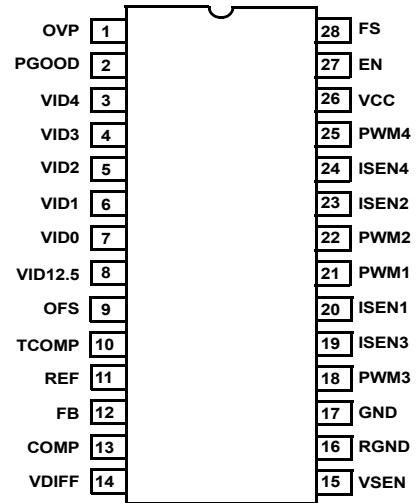 OVP 1 28 FS
PGOOD 2 27 EN
VID4 3 26 VCC
VID3 4 25 PWM4
VID2 5 24 ISEN4
VID1 6 23 ISEN2
VID0 7 22 PWM2
VID12.5 8 21 PWM1
OFS 9 20 ISEN1
TCOMP 10 19 ISEN3
REF 11 18 PWM3
FB 12 17 GND
COMP 13 16 RGND
VDIFF 14 15 VSEN